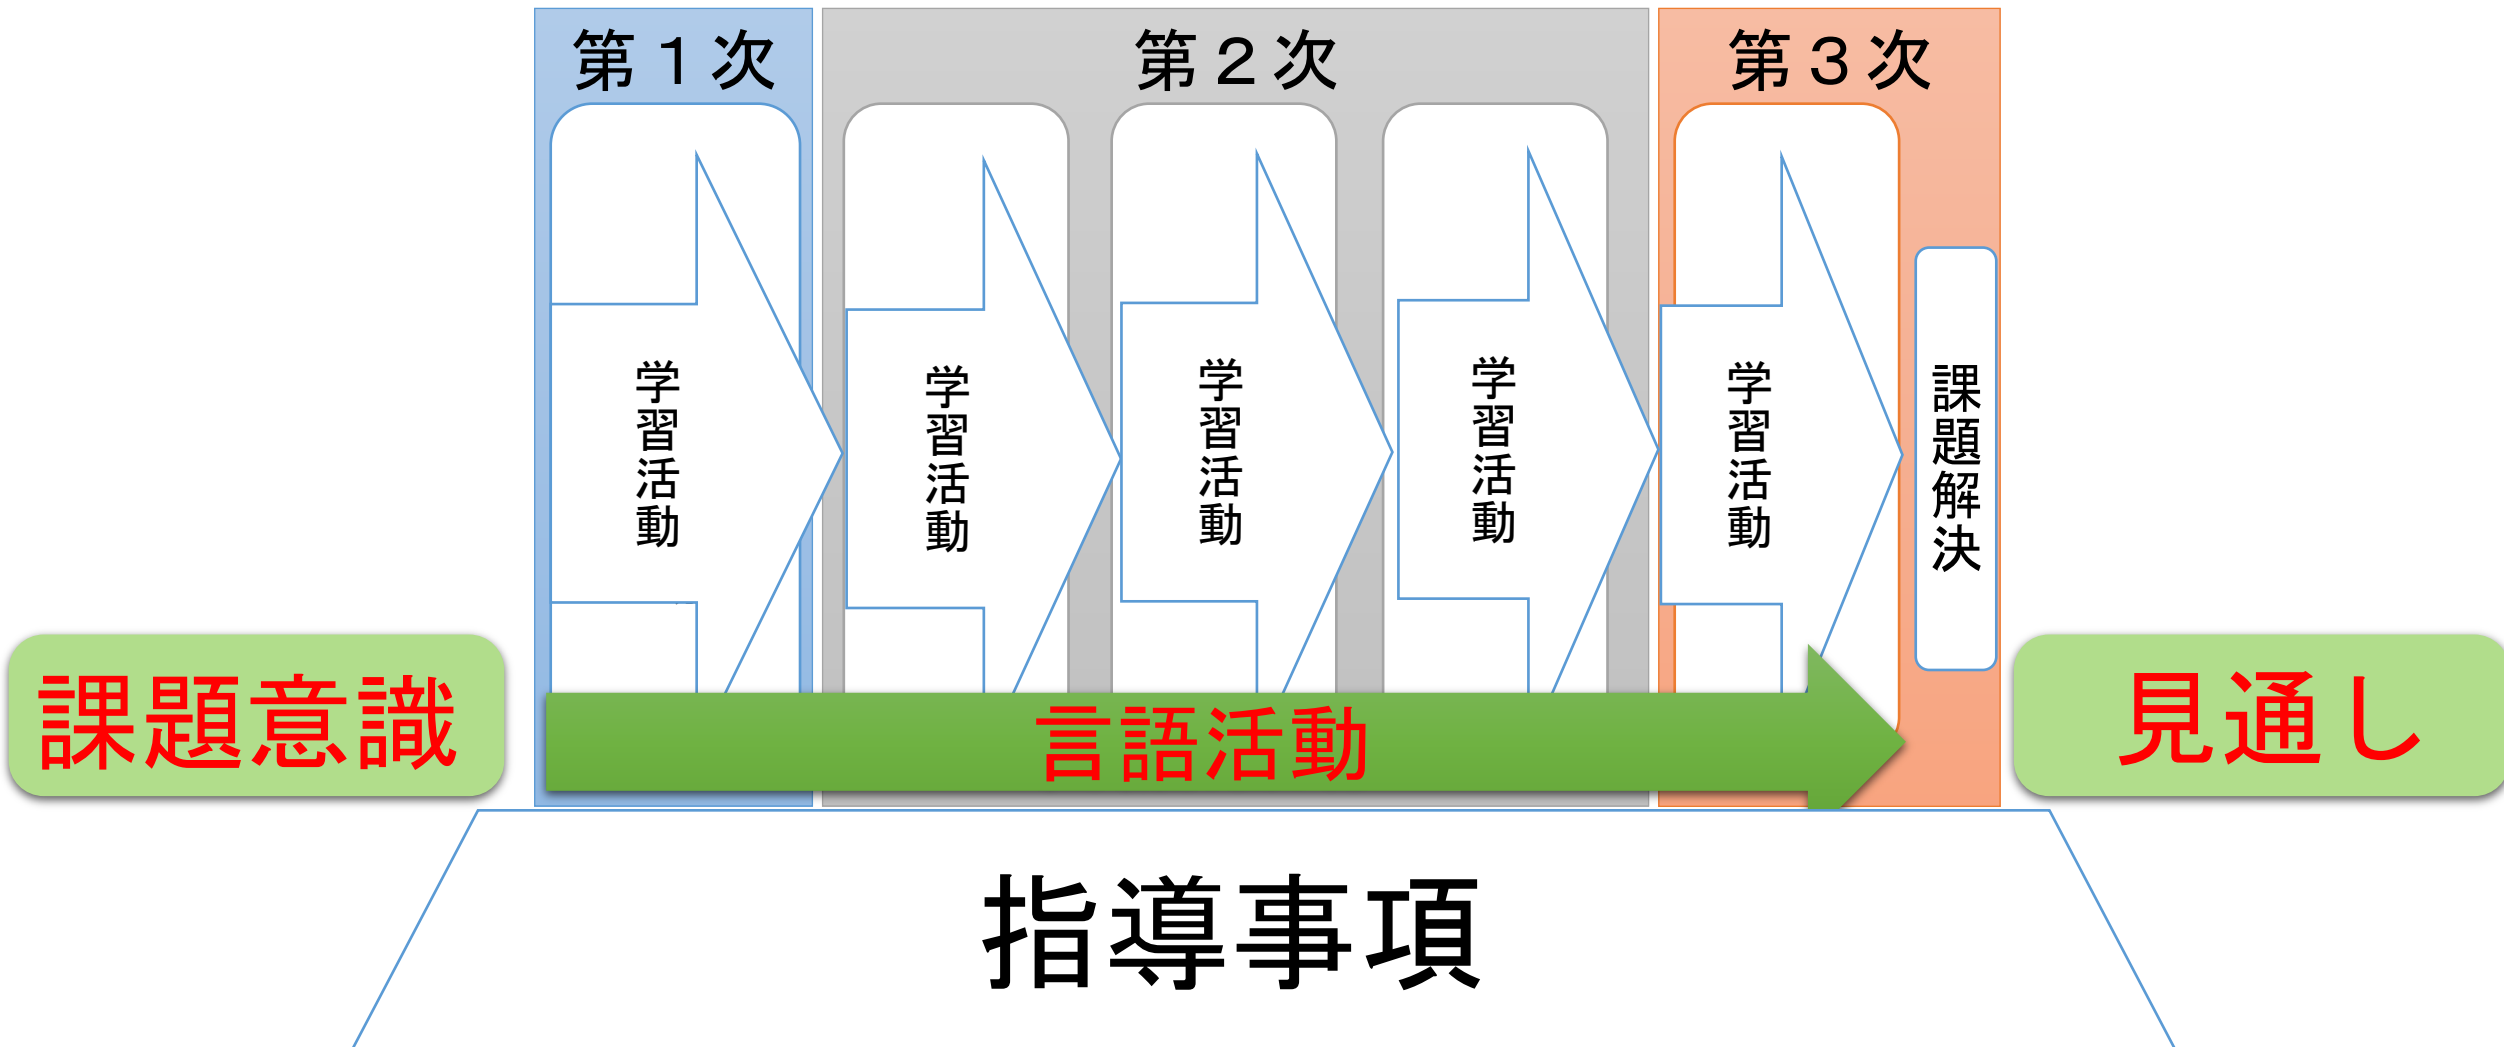 第１次
第２次
第３次
学習活動
学習活動
学習活動
学習活動
学習活動
課題解決
課題意識
言語活動
見通し
指導事項